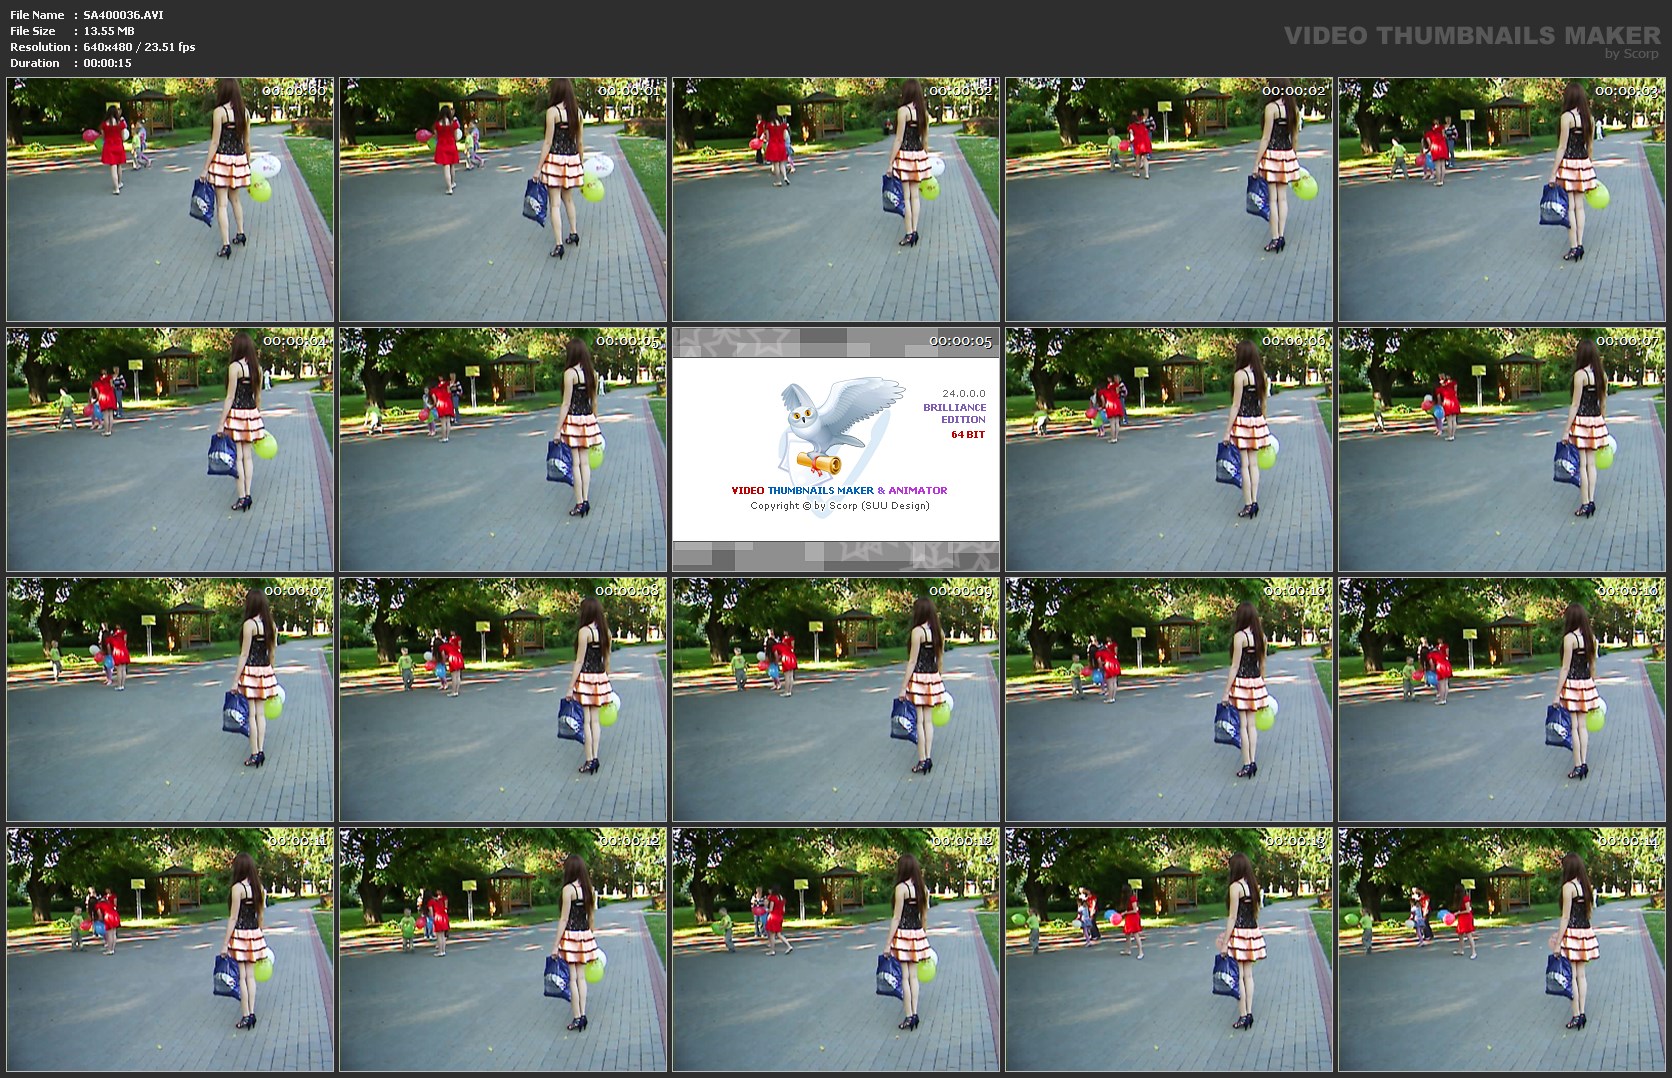 File Name : SA400036.AVI
File Size : 13.55 MB
Resolution : 640x480 / 23.51 fps
Duration : 00:00:15
VIDEO THUMBNAILS MAKER
by Scorp
00:00:00
00:00:01
00:00:02
00:00:02
00:00:03
00:00:04
00:00:05
00:00:05
24.0.0.0
BRILLIANCE
EDITION
64 BIT
VIDEO THUMBNAILS MAKER & ANIMATOR
Copyright © by Scorp (SUU Design)
00:00:06
00:00:07
00:00:07
00:00:08
00:00:09
00:00:10
00:00:10
00:00:11
00:00:12
00:00:12
00:00:13
00:00:14